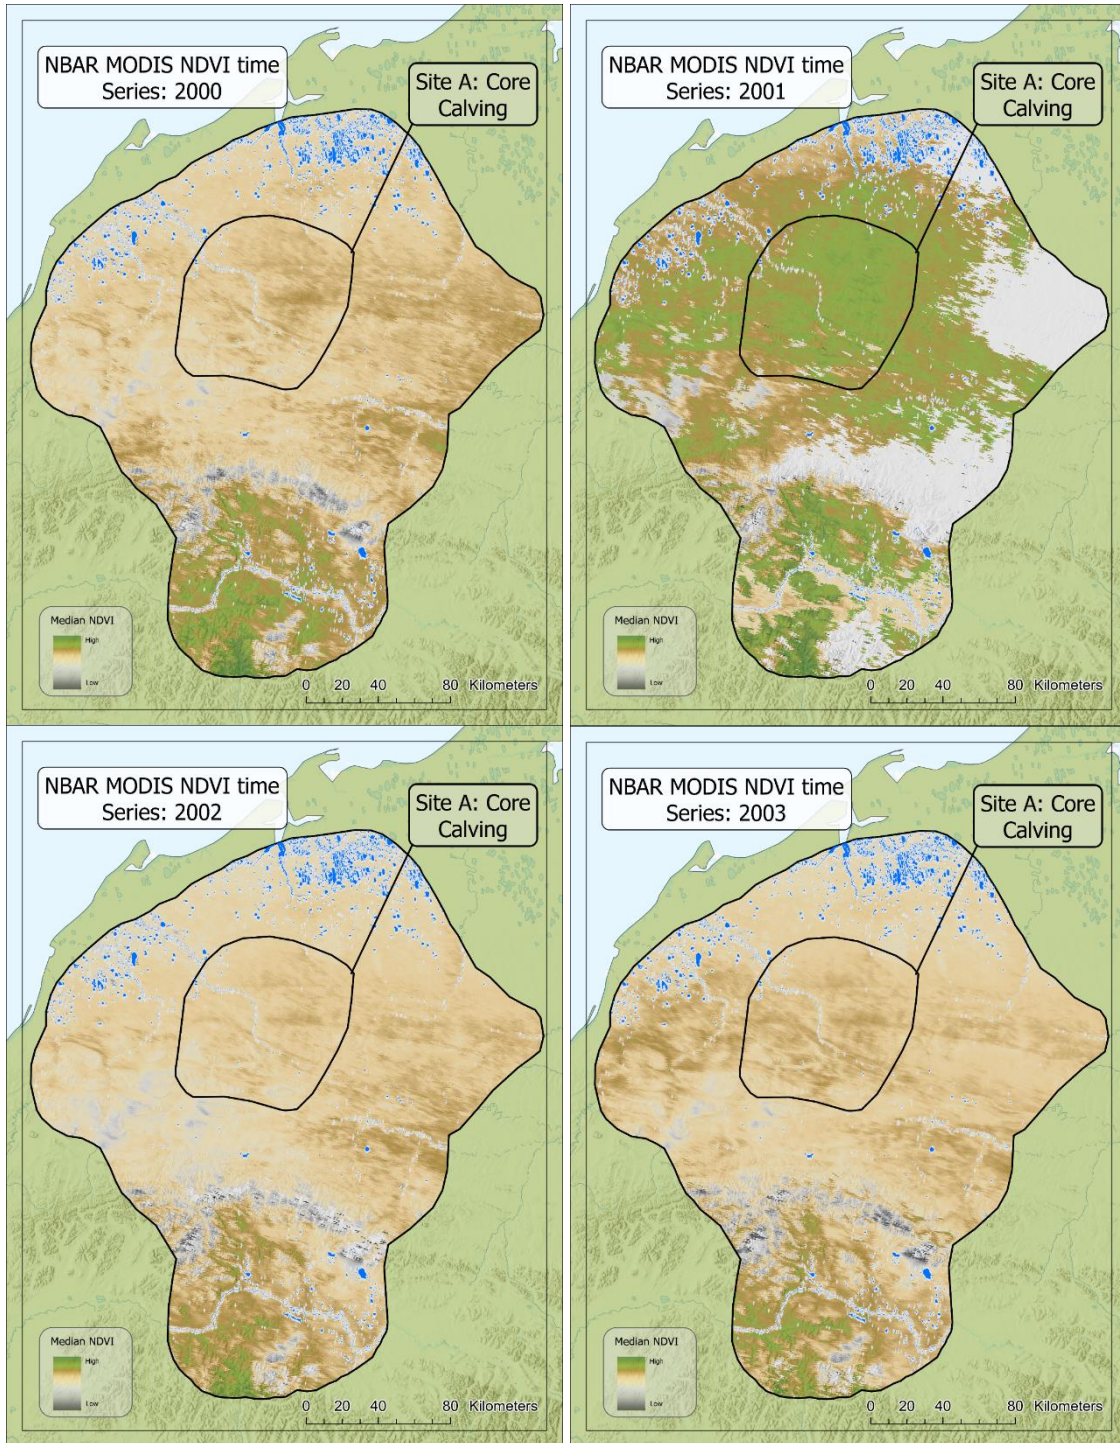 NBAR MODIS NDVI time
Series: 2000
Site A: Core
Calving
Median NDVI
High
Low
0 20 40 80 Kilometers
NBAR MODIS NDVI time
Series: 2001
Site A: Core
Calving
Median NDVI
High
Low
0 20 40 80 Kilometers
NBAR MODIS NDVI time
Series: 2002
Site A: Core
Calving
Median NDVI
High
Low
0 20 40 80 Kilometers
NBAR MODIS NDVI time
Series: 2003
Site A: Core
Calving
Median NDVI
High
Low
0 20 40 80 Kilometers